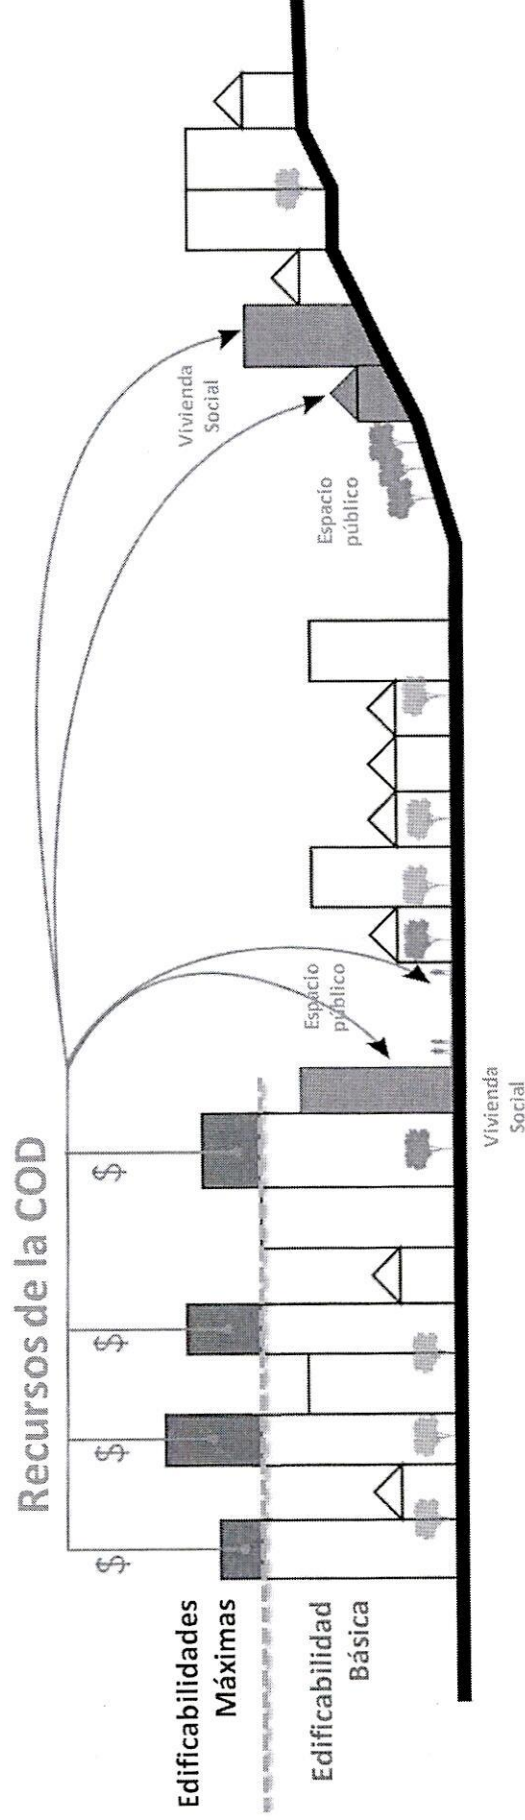 Recursos de la COD
$
$
$
$
Edificabilidades
Máximas
Edificabilidad
Básica
Espacio
público
Vivienda
Social
Vivienda
Social
Espacio
público